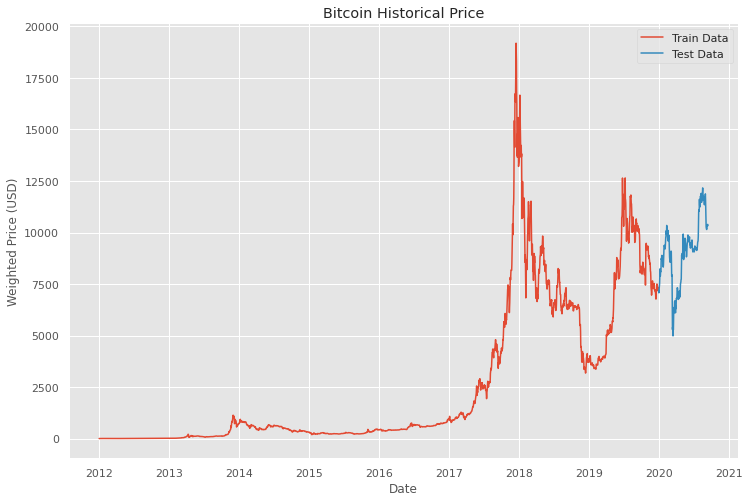 Bitcoin Historical Price
Train Data
Test Data
Weighted Price (USD)
20000
17500
15000
12500
10000
7500
5000
2500
0
2012 2013 2014 2015 2016 2017 2018 2019 2020 2021
Date